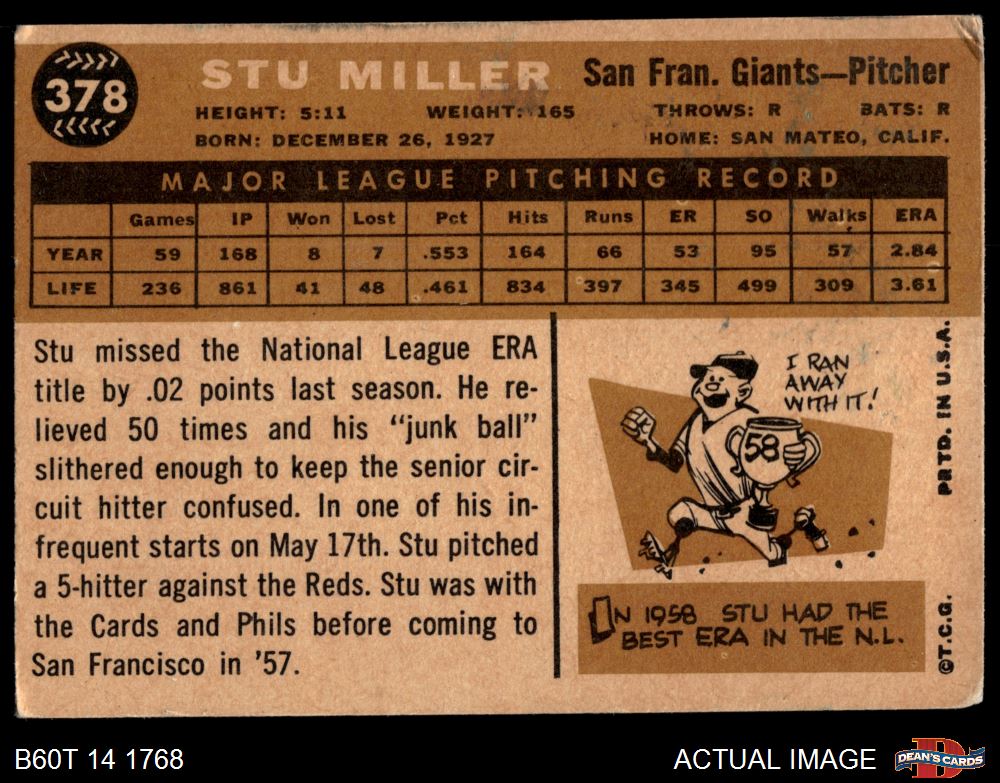 378
STU MILLER San Fran. Giants—Pitcher
HEIGHT: 5:11 WEIGHT: 165 THROWS: R BATS: R
BORN: DECEMBER 26, 1927 HOME: SAN MATEO, CALIF.
MAJOR LEAGUE PITCHING RECORD
Games IP Won Lost Pct Hits Runs ER SO Walks ERA
YEAR 59 168 8 7 .553 164 66 53 95 57 2.84
LIFE 236 861 41 48 .461 834 397 345 499 309 3.61
Stu missed the National League ERA
title by .02 points last season. He re-
lieved 50 times and his “junk ball”
slithered enough to keep the senior cir-
cuit hitter confused. In one of his in-
frequent starts on May 17th. Stu pitched
a 5-hitter against the Reds. Stu was with
the Cards and Phils before coming to
San Francisco in '57.
I RAN
AWAY
WITH IT!
58
IN 1958 STU HAD THE
BEST ERA IN THE N.L.
©T.C.G. PRTD. IN U.S.A.
B60T 14 1768 ACTUAL IMAGE
D
DEAN'S CARDS